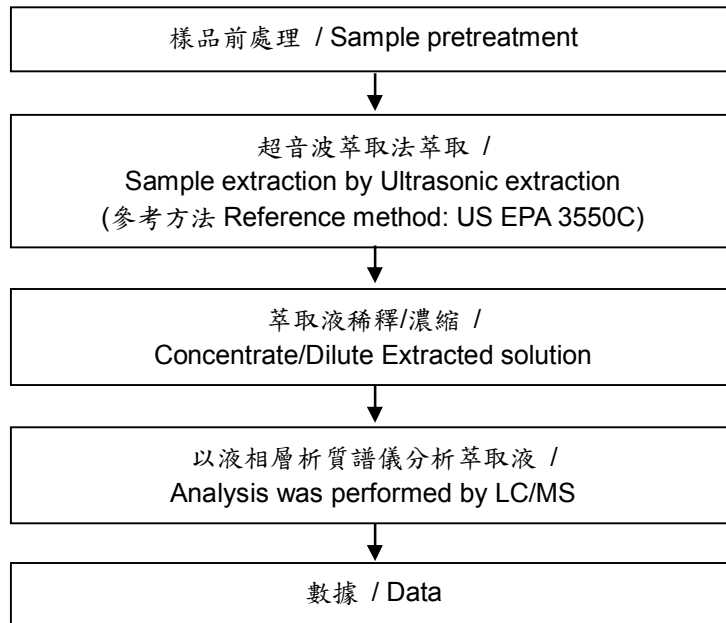 樣品前處理 / Sample pretreatment
超音波萃取法萃取 /
Sample extraction by Ultrasonic extraction
(參考方法 Reference method: US EPA 3550C)
萃取液稀釋/濃縮 /
Concentrate/Dilute Extracted solution
以液相層析質譜儀分析萃取液 /
Analysis was performed by LC/MS
數據 / Data